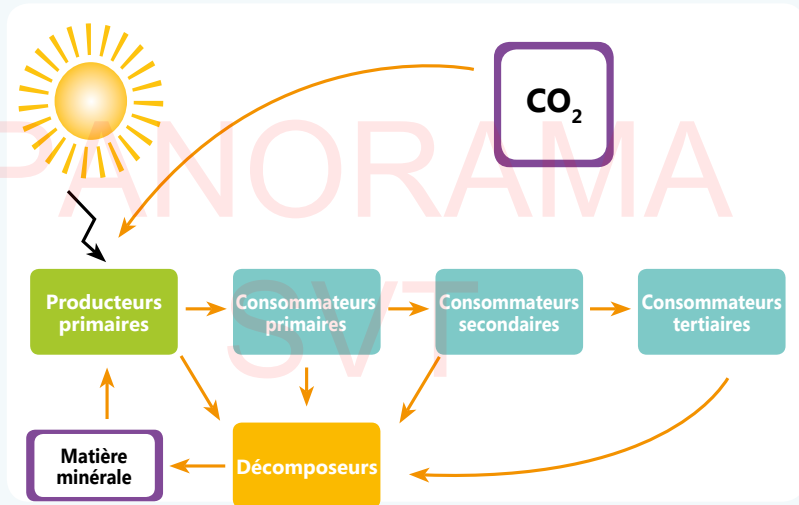 CO₂
PANORAMA
SVT
Producteurs
primaires
Consommateurs
primaires
Consommateurs
secondaires
Consommateurs
tertiaires
Matière
minérale
Décomposeurs